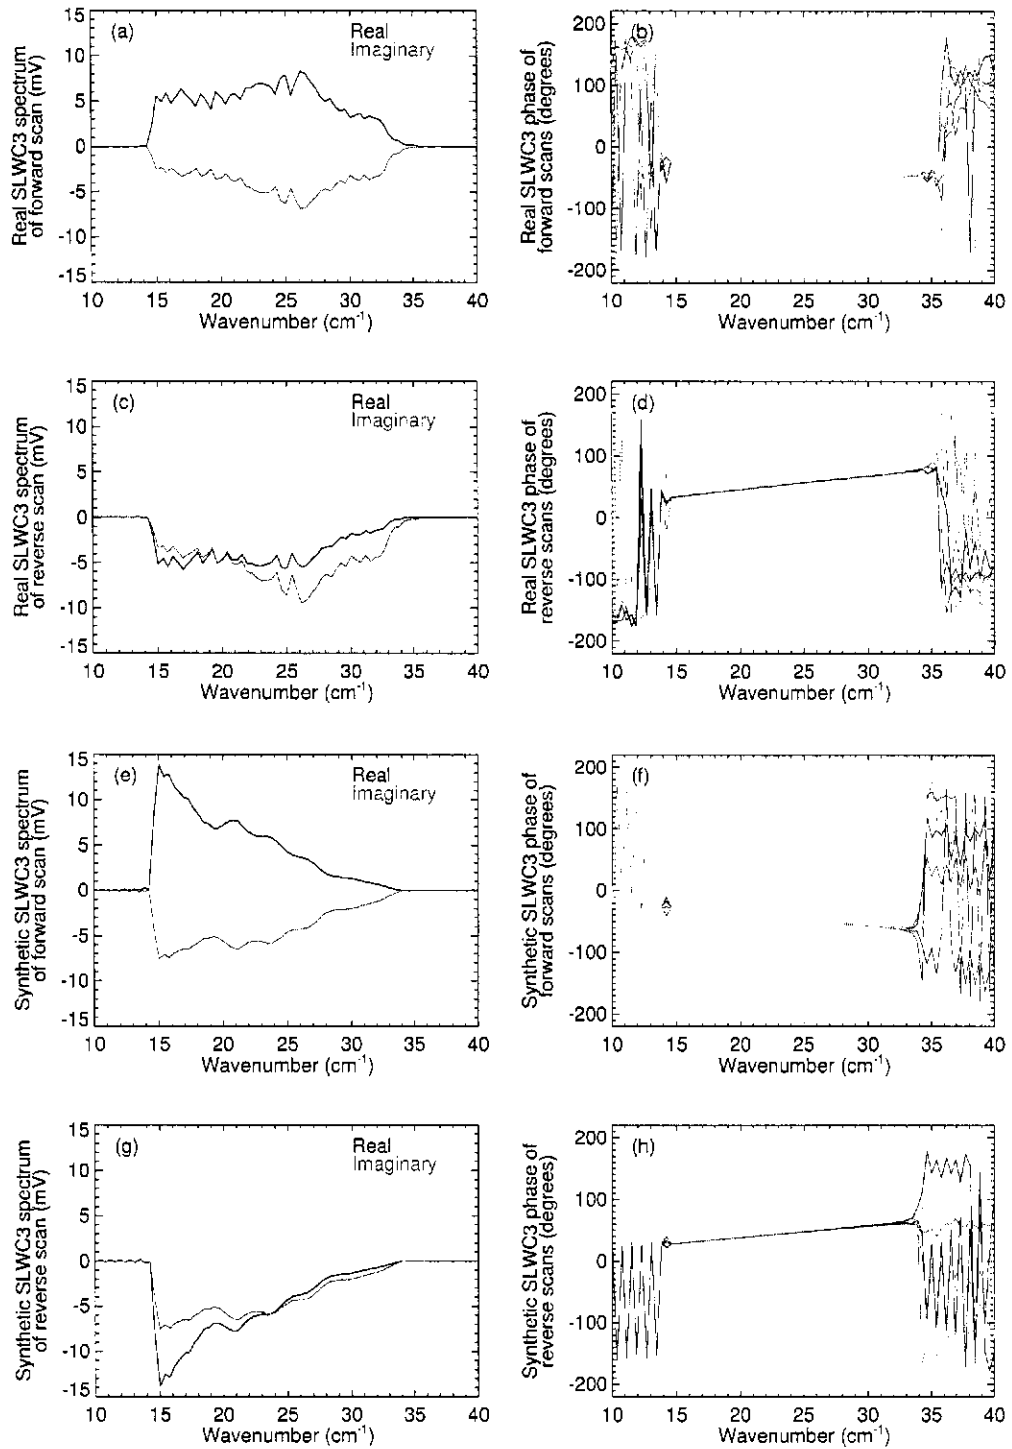 Real SLWC3 spectrum
of forward scan (mV)
(a)
Real
Imaginary
15
10
5
0
-5
-10
-15
10 15 20 25 30 35 40
Wavenumber (cm⁻¹)
Real SLWC3 phase of
forward scans (degrees)
(b)
200
100
0
-100
-200
10 15 20 25 30 35 40
Wavenumber (cm⁻¹)
Real SLWC3 spectrum
of reverse scan (mV)
(c)
Real
Imaginary
15
10
5
0
-5
-10
-15
10 15 20 25 30 35 40
Wavenumber (cm⁻¹)
Real SLWC3 phase of
reverse scans (degrees)
(d)
200
100
0
-100
-200
10 15 20 25 30 35 40
Wavenumber (cm⁻¹)
Synthetic SLWC3 spectrum
of forward scan (mV)
(e)
Real
Imaginary
15
10
5
0
-5
-10
-15
10 15 20 25 30 35 40
Wavenumber (cm⁻¹)
Synthetic SLWC3 phase of
forward scans (degrees)
(f)
200
100
0
-100
-200
10 15 20 25 30 35 40
Wavenumber (cm⁻¹)
Synthetic SLWC3 spectrum
of reverse scan (mV)
(g)
Real
Imaginary
15
10
5
0
-5
-10
-15
10 15 20 25 30 35 40
Wavenumber (cm⁻¹)
Synthetic SLWC3 phase of
reverse scans (degrees)
(h)
200
100
0
-100
-200
10 15 20 25 30 35 40
Wavenumber (cm⁻¹)